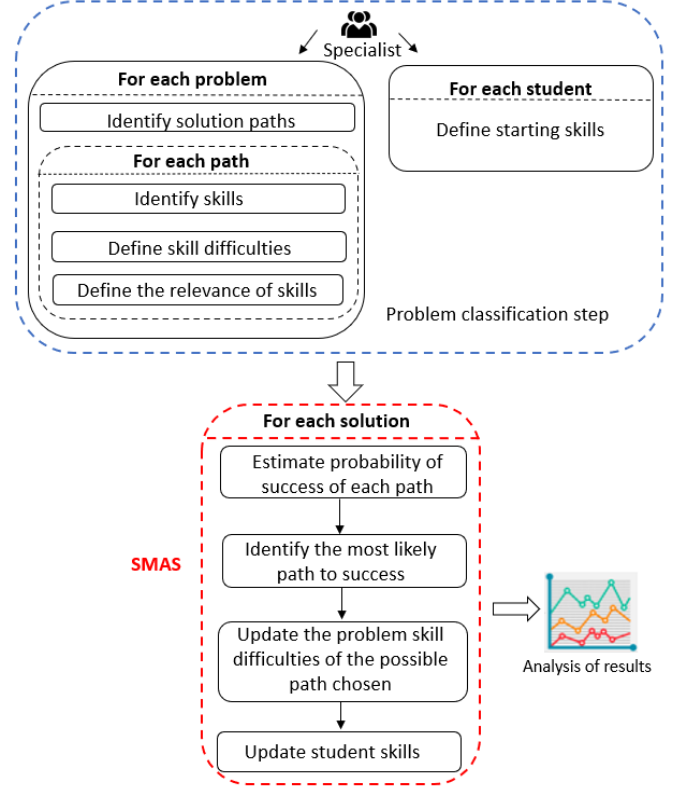 Specialist
For each problem
Identify solution paths
For each path
Identify skills
Define skill difficulties
Define the relevance of skills
For each student
Define starting skills
Problem classification step
For each solution
Estimate probability of
success of each path
Identify the most likely
path to success
Update the problem skill
difficulties of the possible
path chosen
Update student skills
SMAS
Analysis of results